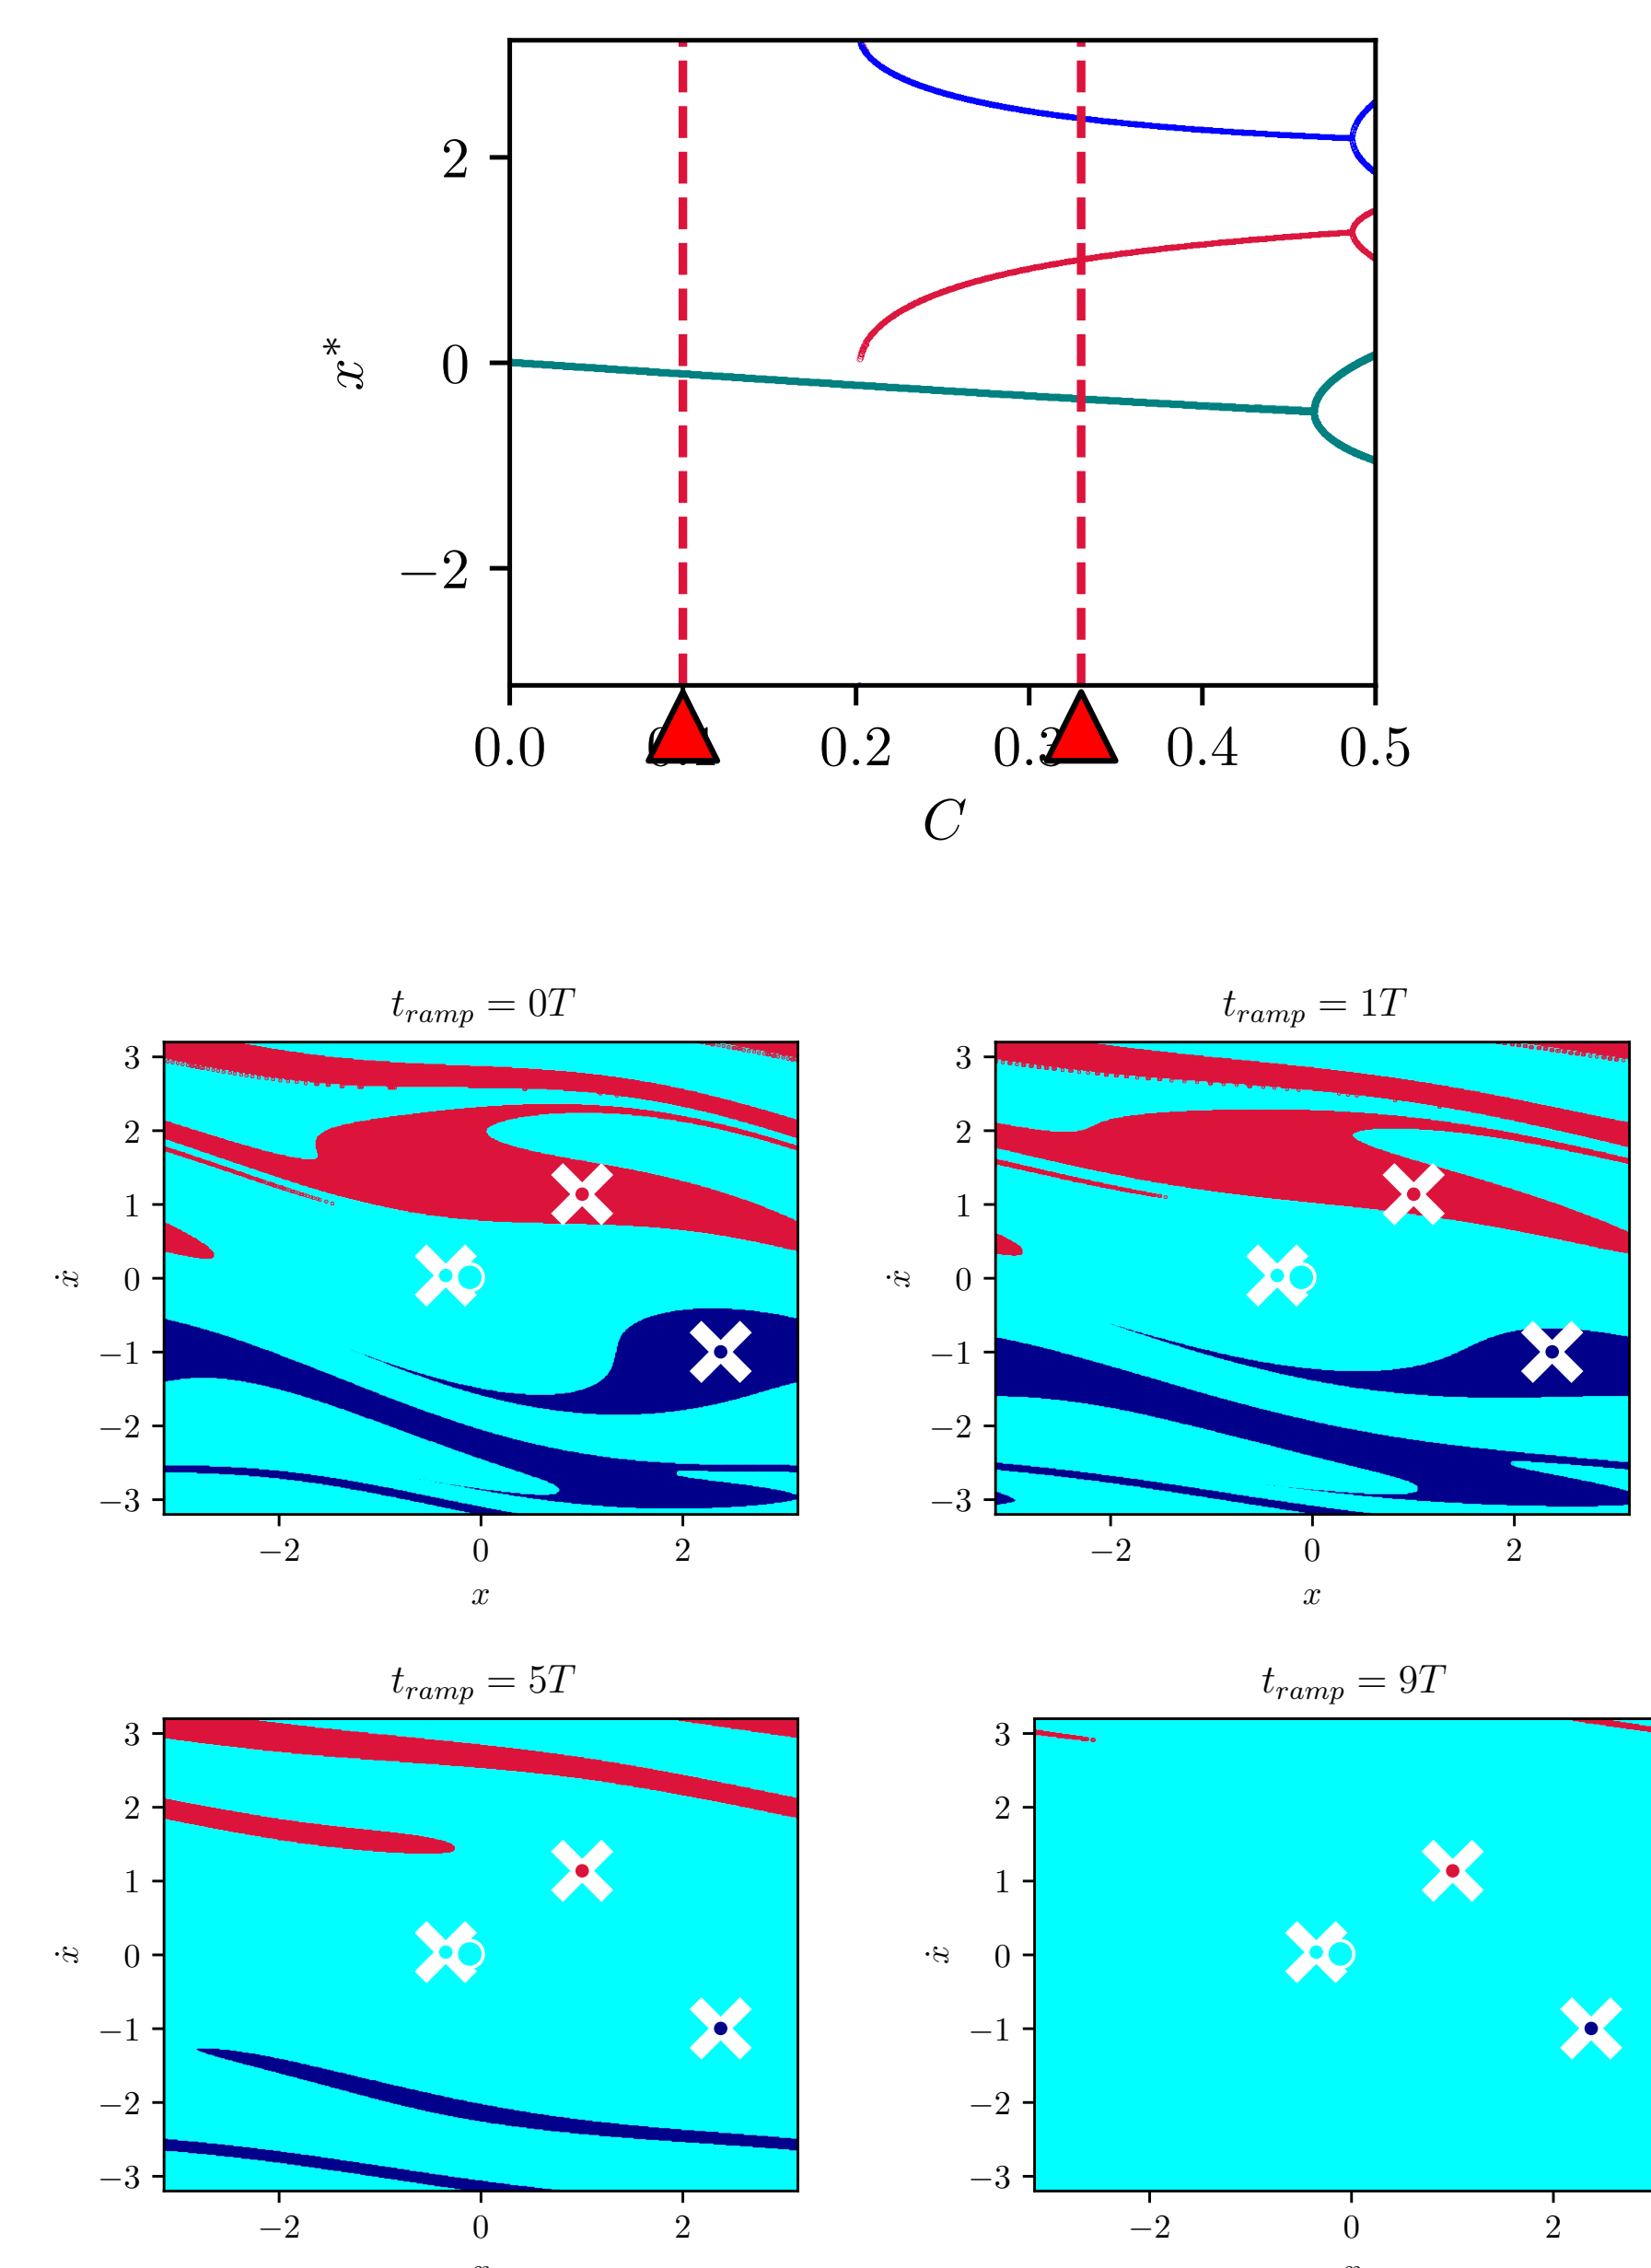 2
0
−2
x*
0.0 0.2 0.3 0.4 0.5
C
t_ramp = 0T
t_ramp = 1T
3 3
2 2
1 1
ẋ 0 ẋ 0
−1 −1
−2 −2
−3 −3
−2 0 2 −2 0 2
x x
t_ramp = 5T
t_ramp = 9T
3 3
2 2
1 1
ẋ 0 ẋ 0
−1 −1
−2 −2
−3 −3
−2 0 2 −2 0 2